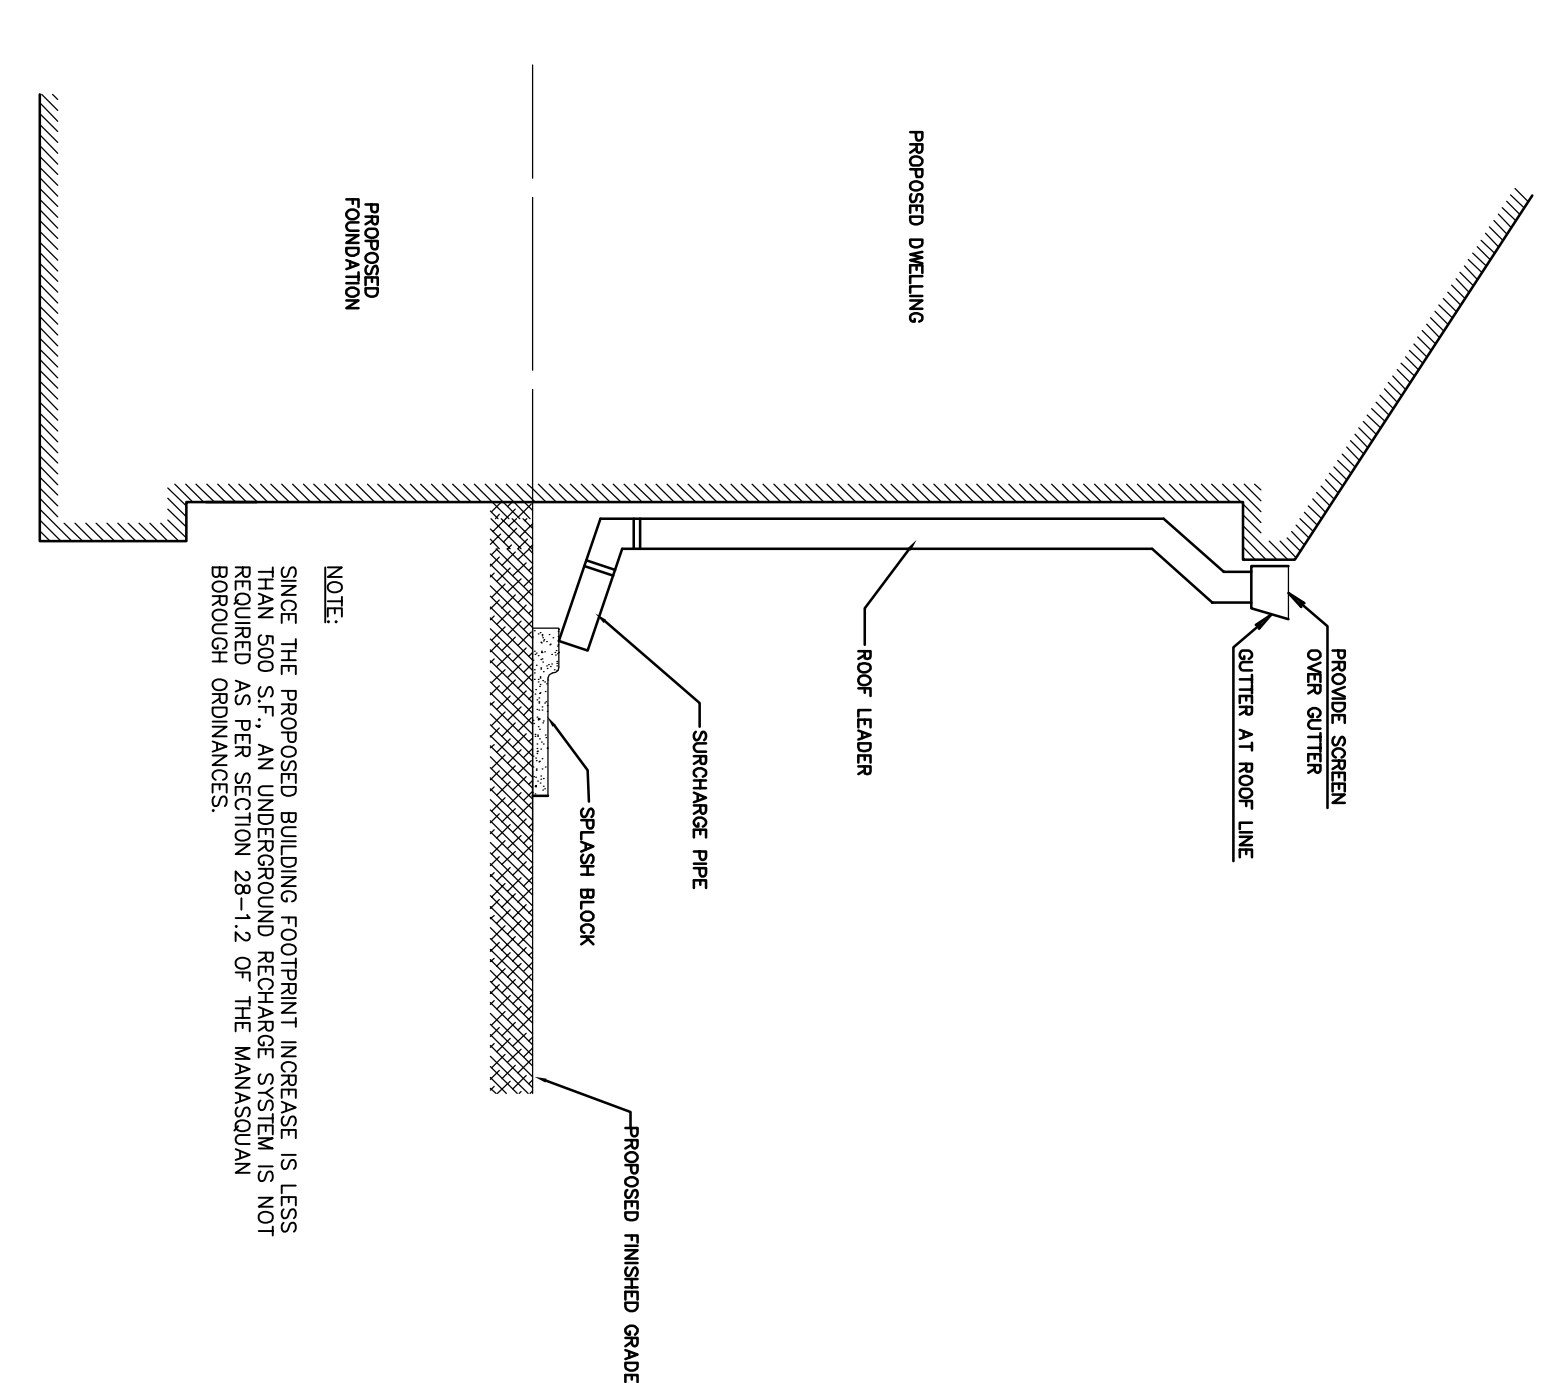 PROVIDE SCREEN
OVER GUTTER
GUTTER AT ROOF LINE
PROPOSED DWELLING
ROOF LEADER
SURCHARGE PIPE
PROPOSED FINISHED GRADE
SPLASH BLOCK
PROPOSED
FOUNDATION
NOTE:
SINCE THE PROPOSED BUILDING FOOTPRINT INCREASE IS LESS
THAN 500 S.F., AN UNDERGROUND RECHARGE SYSTEM IS NOT
REQUIRED AS PER SECTION 28-1.2 OF THE MANASQUAN
BOROUGH ORDINANCES.